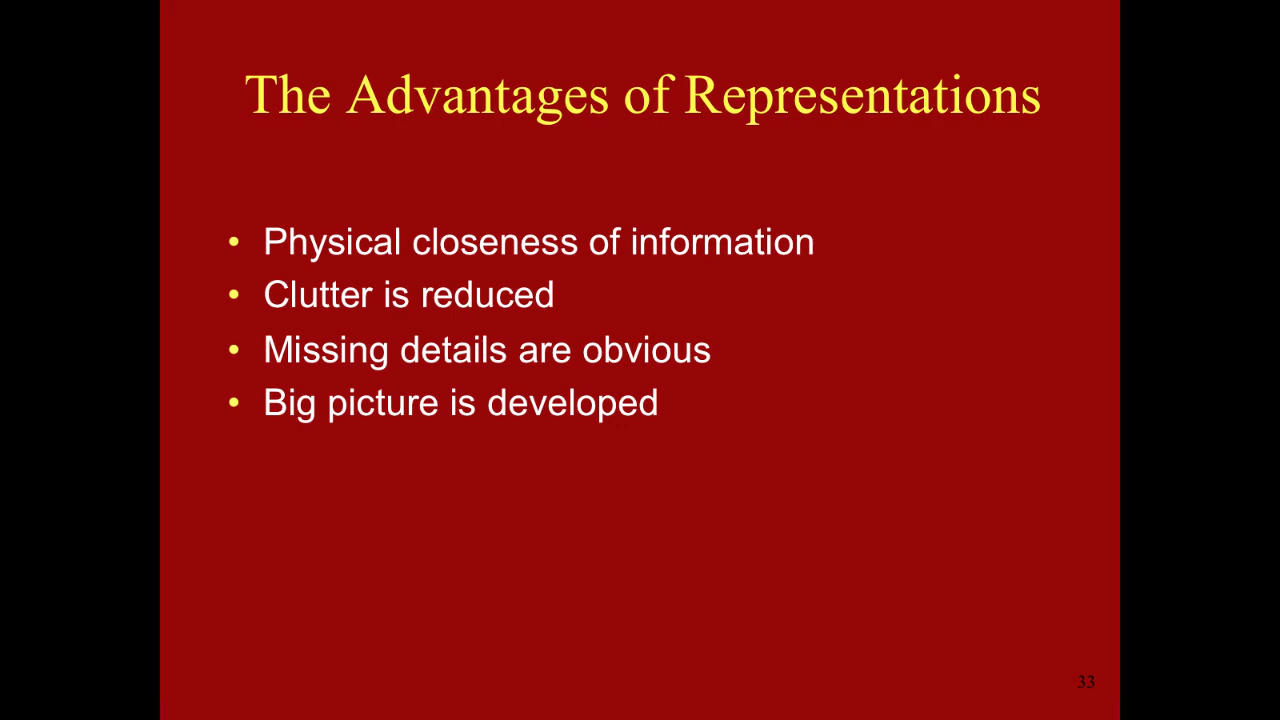 The Advantages of Representations
• Physical closeness of information
• Clutter is reduced
• Missing details are obvious
• Big picture is developed
33